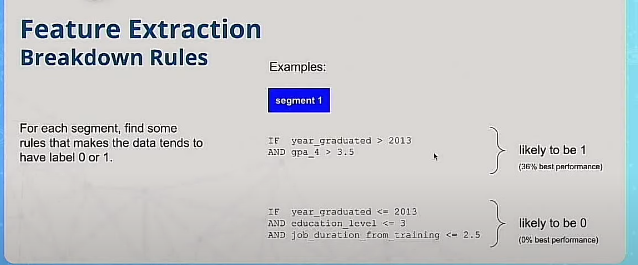 Feature Extraction
Breakdown Rules
Examples:
segment 1
For each segment, find some
rules that makes the data tends to
have label 0 or 1.
IF year_graduated > 2013
AND gpa_4 > 3.5
likely to be 1
(36% best performance)
IF year_graduated <= 2013
AND education_level <= 3
AND job_duration_from_training <= 2.5
likely to be 0
(0% best performance)